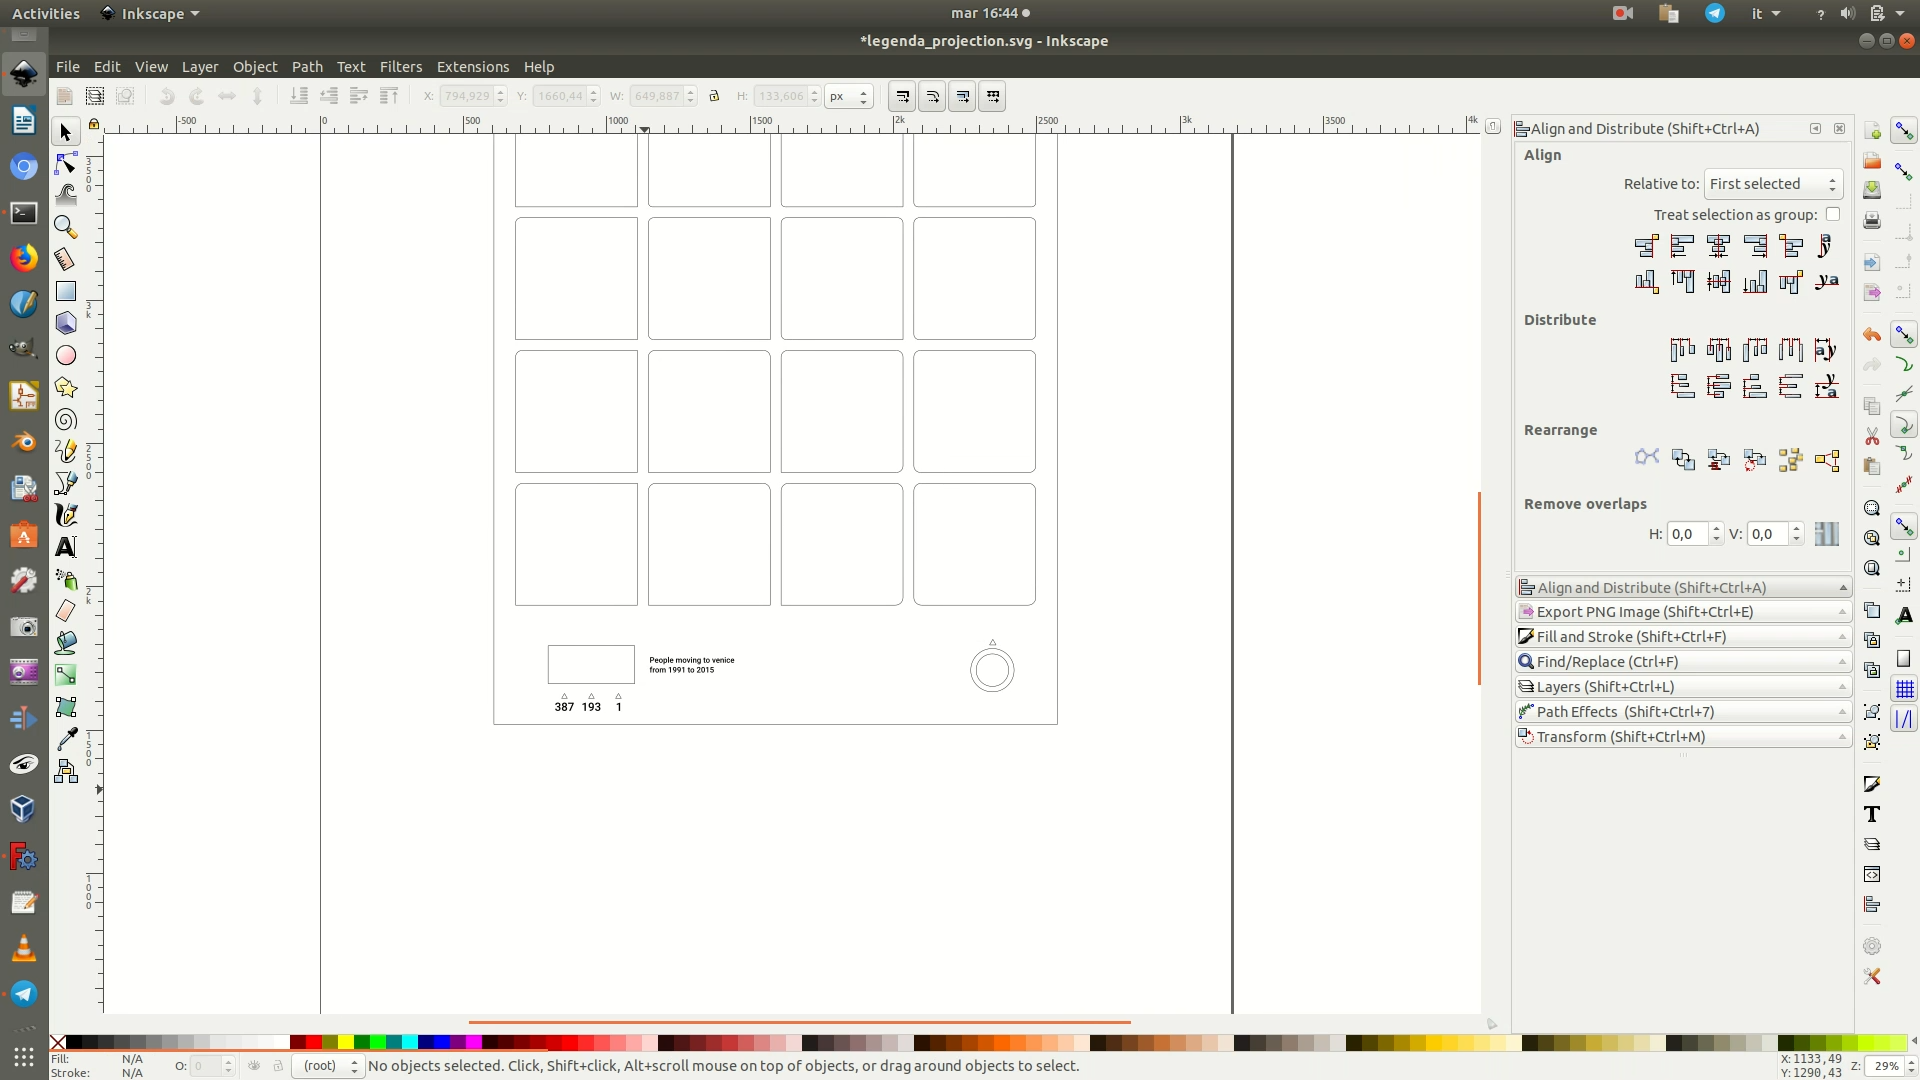 Activities Inkscape mar 16:44 it ?
*legenda_projection.svg - Inkscape
File Edit View Layer Object Path Text Filters Extensions Help
X: 794,929 Y: 1660,44 W: 649,887 H: 133,606 px
-500 0 500 1000 1500 2k 2500 3k 3500 4k
3500
3k
2500
2k
1500
1000
People moving to venice
from 1991 to 2015
387 193 1
Align and Distribute (Shift+Ctrl+A)
Align
Relative to: First selected
Treat selection as group:
Distribute
Rearrange
Remove overlaps
H: 0,0 V: 0,0
Align and Distribute (Shift+Ctrl+A)
Export PNG Image (Shift+Ctrl+E)
Fill and Stroke (Shift+Ctrl+F)
Find/Replace (Ctrl+F)
Layers (Shift+Ctrl+L)
Path Effects (Shift+Ctrl+7)
Transform (Shift+Ctrl+M)
Fill: N/A
Stroke: N/A
O: 0
(root)
No objects selected. Click, Shift+click, Alt+scroll mouse on top of objects, or drag around objects to select.
X:1133,49
Y:1290,43
Z: 29%